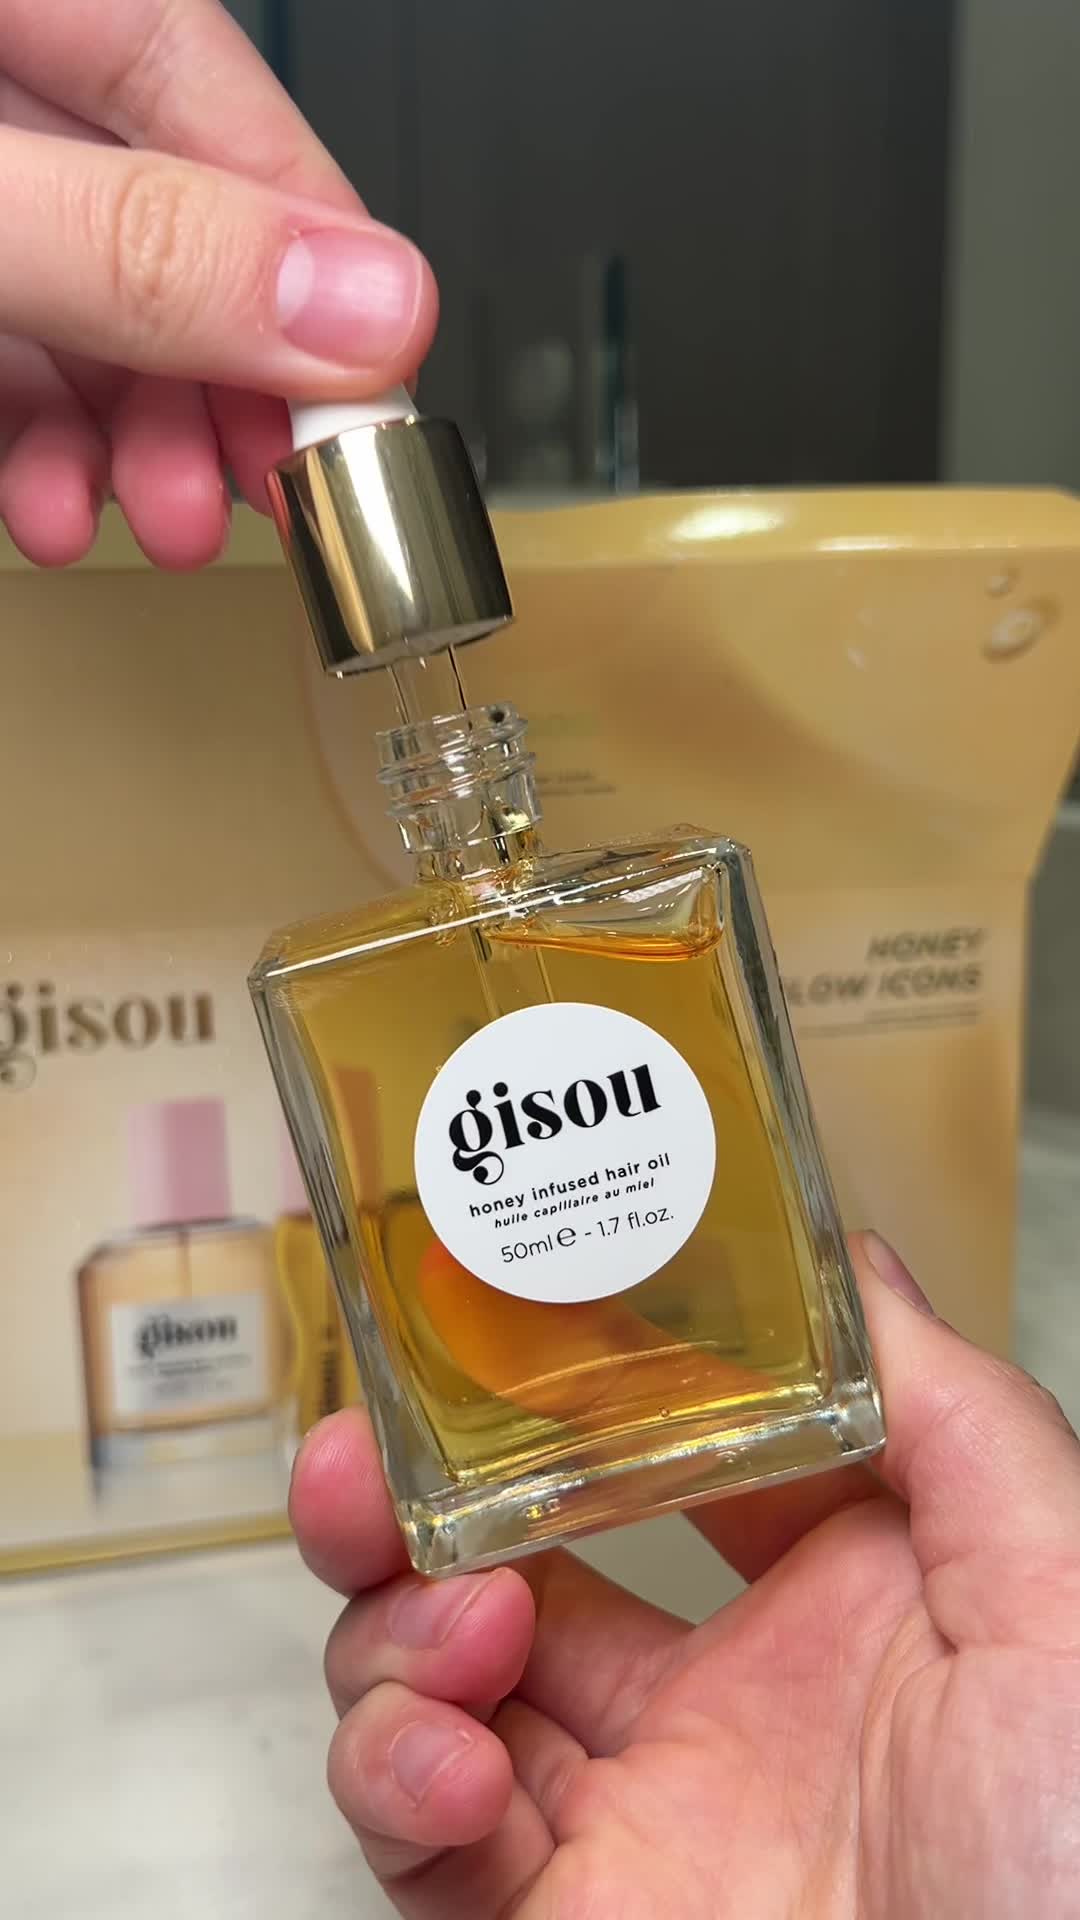 gisou
honey infused hair oil
huile capillaire au miel
50ml e - 1.7 fl.oz.
gisou
HONEY
GLOW ICONS
gisou